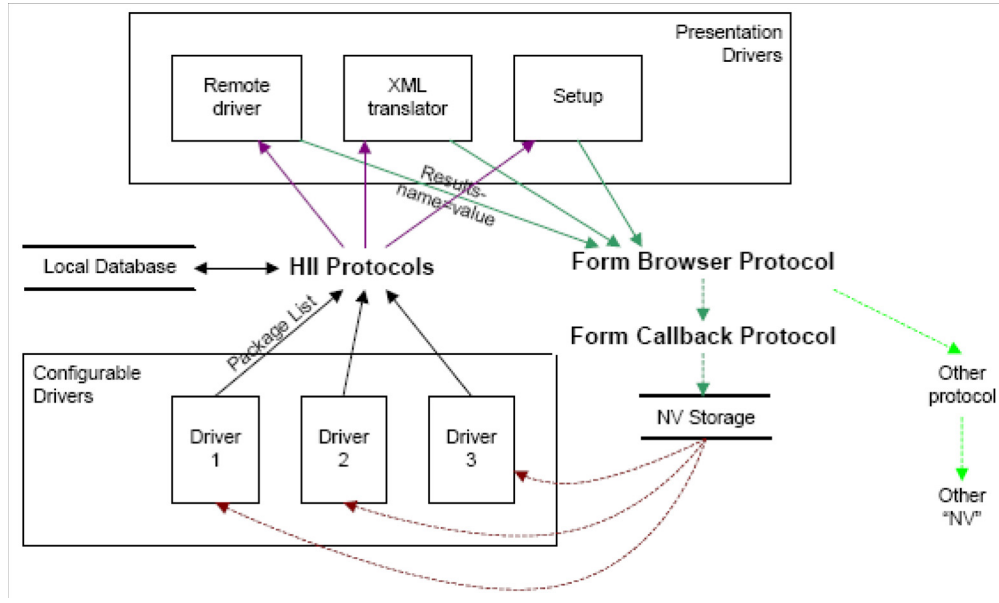 Presentation
Drivers
Remote
driver
XML
translator
Setup
Results-
name=value
Local Database
HII Protocols
Form Browser Protocol
Package List
Form Callback Protocol
Configurable
Drivers
Other
protocol
NV Storage
Driver
1
Driver
2
Driver
3
Other
“NV”